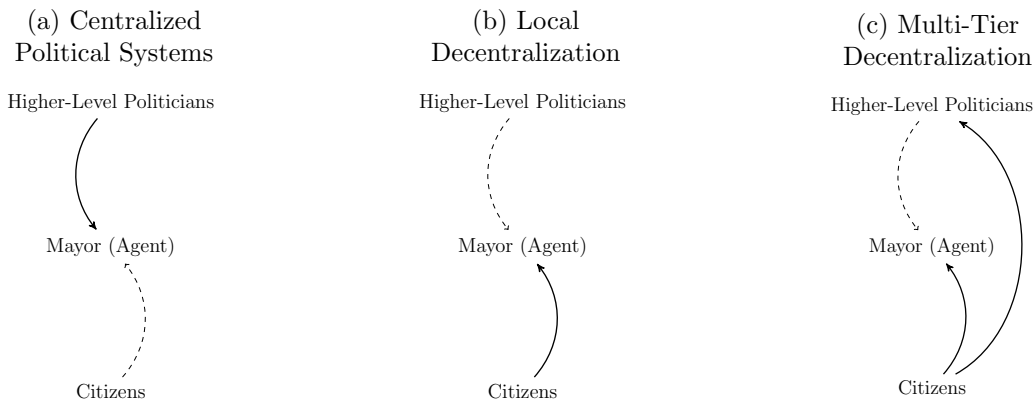 (a) Centralized
Political Systems
Higher-Level Politicians
Mayor (Agent)
Citizens
(b) Local
Decentralization
Higher-Level Politicians
Mayor (Agent)
Citizens
(c) Multi-Tier
Decentralization
Higher-Level Politicians
Mayor (Agent)
Citizens